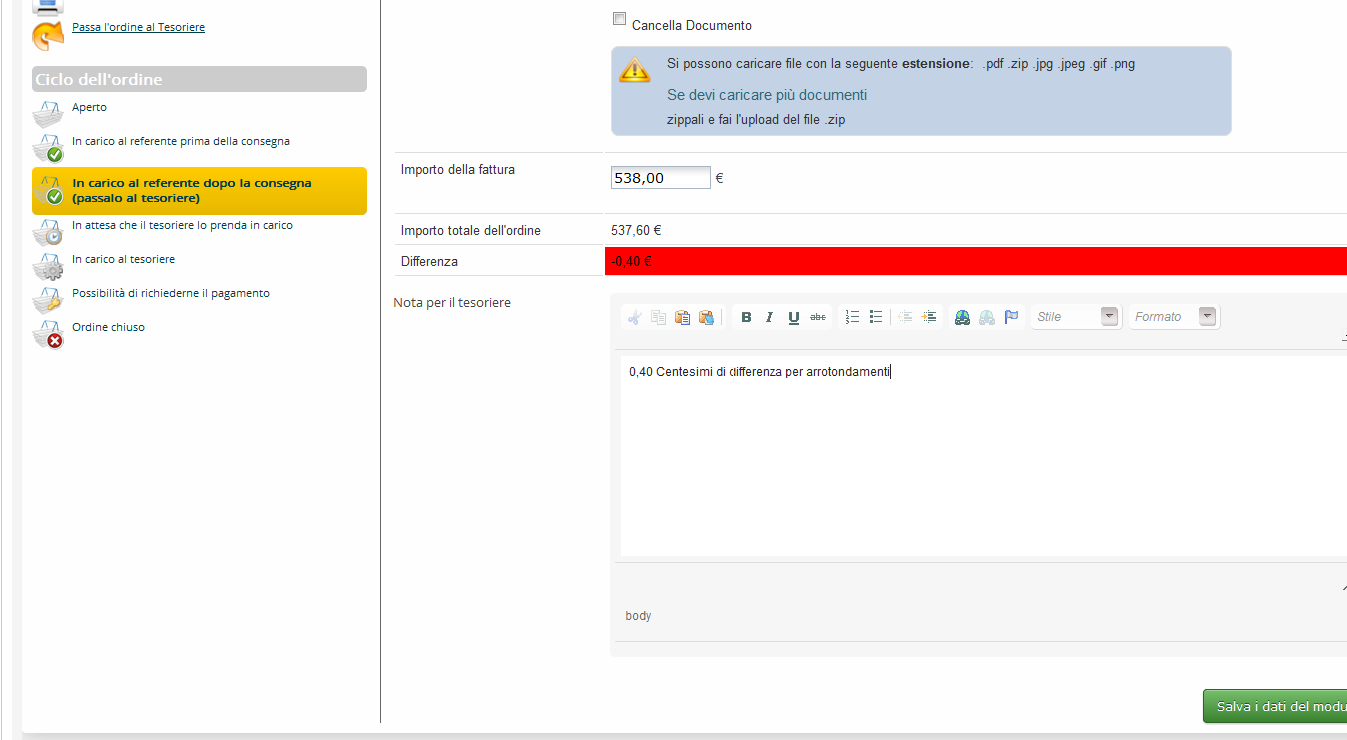 Passa l'ordine al Tesoriere
Ciclo dell'ordine
Aperto
In carico al referente prima della consegna
In carico al referente dopo la consegna
(passalo al tesoriere)
In attesa che il tesoriere lo prenda in carico
In carico al tesoriere
Possibilità di richiederne il pagamento
Ordine chiuso
Cancella Documento
Si possono caricare file con la seguente estensione: .pdf .zip .jpg .jpeg .gif .png
Se devi caricare più documenti
zippali e fai l'upload del file .zip
Importo della fattura
538,00 €
Importo totale dell'ordine 537,60 €
Differenza -0,40 €
Nota per il tesoriere
B I U abc Stile Formato
0,40 Centesimi di differenza per arrotondamenti
body
Salva i dati del modu